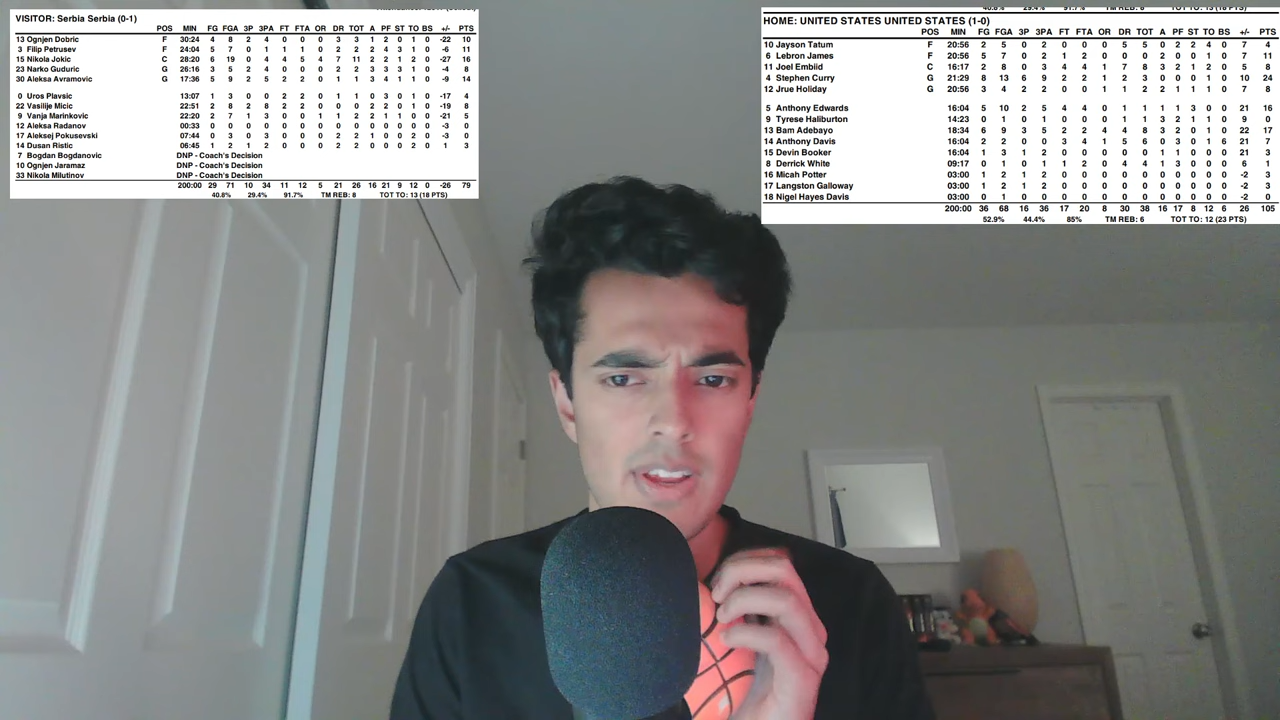 VISITOR: Serbia Serbia (0-1)
POS MIN FG FGA 3P 3PA FT FTA OR DR TOT A PF ST TO BS +/- PTS
13 Ognjen Dobric F 30:24 4 8 2 4 0 0 0 3 3 1 2 0 1 0 -22 10
3 Filip Petrusev F 24:04 5 7 0 1 1 1 0 2 2 2 4 3 1 0 -6 11
15 Nikola Jokic C 28:20 6 19 0 4 4 5 4 7 11 2 2 1 2 0 -27 16
23 Narko Guduric G 26:16 3 5 2 4 0 0 0 2 2 3 3 3 1 0 -4 8
30 Aleksa Avramovic G 17:36 5 9 2 5 2 2 0 1 1 3 4 1 1 0 -9 14
0 Uros Plavsic 13:07 1 2 0 0 2 2 0 1 1 0 3 0 1 0 -17 4
22 Vasilije Micic 22:51 2 8 2 8 2 2 0 0 0 3 0 0 2 0 -19 8
9 Vanja Marinkovic 22:20 2 7 1 3 0 0 1 1 2 2 1 1 1 0 -21 5
12 Aleksa Radanov 00:33 0 0 0 0 0 0 0 0 0 0 0 0 0 0 -3 0
17 Aleksej Pokusevski 07:44 0 3 0 3 0 0 0 2 2 0 1 0 2 0 -3 0
14 Dusan Ristic 06:45 1 2 1 2 0 0 0 2 2 0 1 0 0 0 1 3
7 Bogdan Bogdanovic DNP - Coach's Decision
10 Ognjen Jaramaz DNP - Coach's Decision
33 Nikola Milutinov DNP - Coach's Decision
200:00 29 71 10 34 11 12 5 21 26 16 21 9 12 0 -26 79
40.8% 29.4% 91.7% TM REB: 8 TOT TO: 13 (18 PTS)
40.8% 29.4% 91.7% TM REB: 8 TOT TO: 13 (18 PTS)
HOME: UNITED STATES UNITED STATES (1-0)
POS MIN FG FGA 3P 3PA FT FTA OR DR TOT A PF ST TO BS +/- PTS
10 Jayson Tatum F 20:56 2 5 0 2 0 0 0 5 5 0 2 2 4 0 7 4
6 Lebron James F 20:56 5 7 0 2 1 2 0 0 0 2 0 0 1 0 7 11
11 Joel Embiid C 16:17 2 8 0 3 4 4 1 7 8 3 2 1 2 0 5 8
4 Stephen Curry G 21:29 8 13 6 9 2 2 1 2 3 0 0 1 0 0 10 24
12 Jrue Holiday G 20:56 3 4 2 2 0 0 1 1 2 1 2 1 1 0 7 8
5 Anthony Edwards 16:04 5 10 2 5 4 4 0 1 1 1 1 3 0 0 21 16
9 Tyrese Haliburton 14:23 0 1 0 1 0 0 0 1 1 3 2 1 1 0 9 0
13 Bam Adebayo 18:34 6 9 3 5 2 2 4 4 8 3 2 0 1 0 22 17
14 Anthony Davis 16:04 2 2 0 0 3 4 1 5 6 0 3 0 1 6 21 7
15 Devin Booker 16:04 1 3 1 2 0 0 0 1 1 2 2 0 1 0 21 3
8 Derrick White 09:17 0 1 0 1 1 2 0 4 4 1 3 0 0 0 6 1
16 Micah Potter 03:00 1 2 1 2 0 0 0 0 0 0 0 0 0 0 -2 3
17 Langston Galloway 03:00 1 2 1 2 0 0 0 0 0 0 0 0 0 0 -2 3
18 Nigel Hayes Davis 03:00 0 1 0 0 0 0 0 0 0 0 0 0 0 0 -2 0
200:00 36 68 16 36 17 20 8 30 38 16 17 8 12 6 26 105
52.9% 44.4% 85% TM REB: 6 TOT TO: 12 (23 PTS)